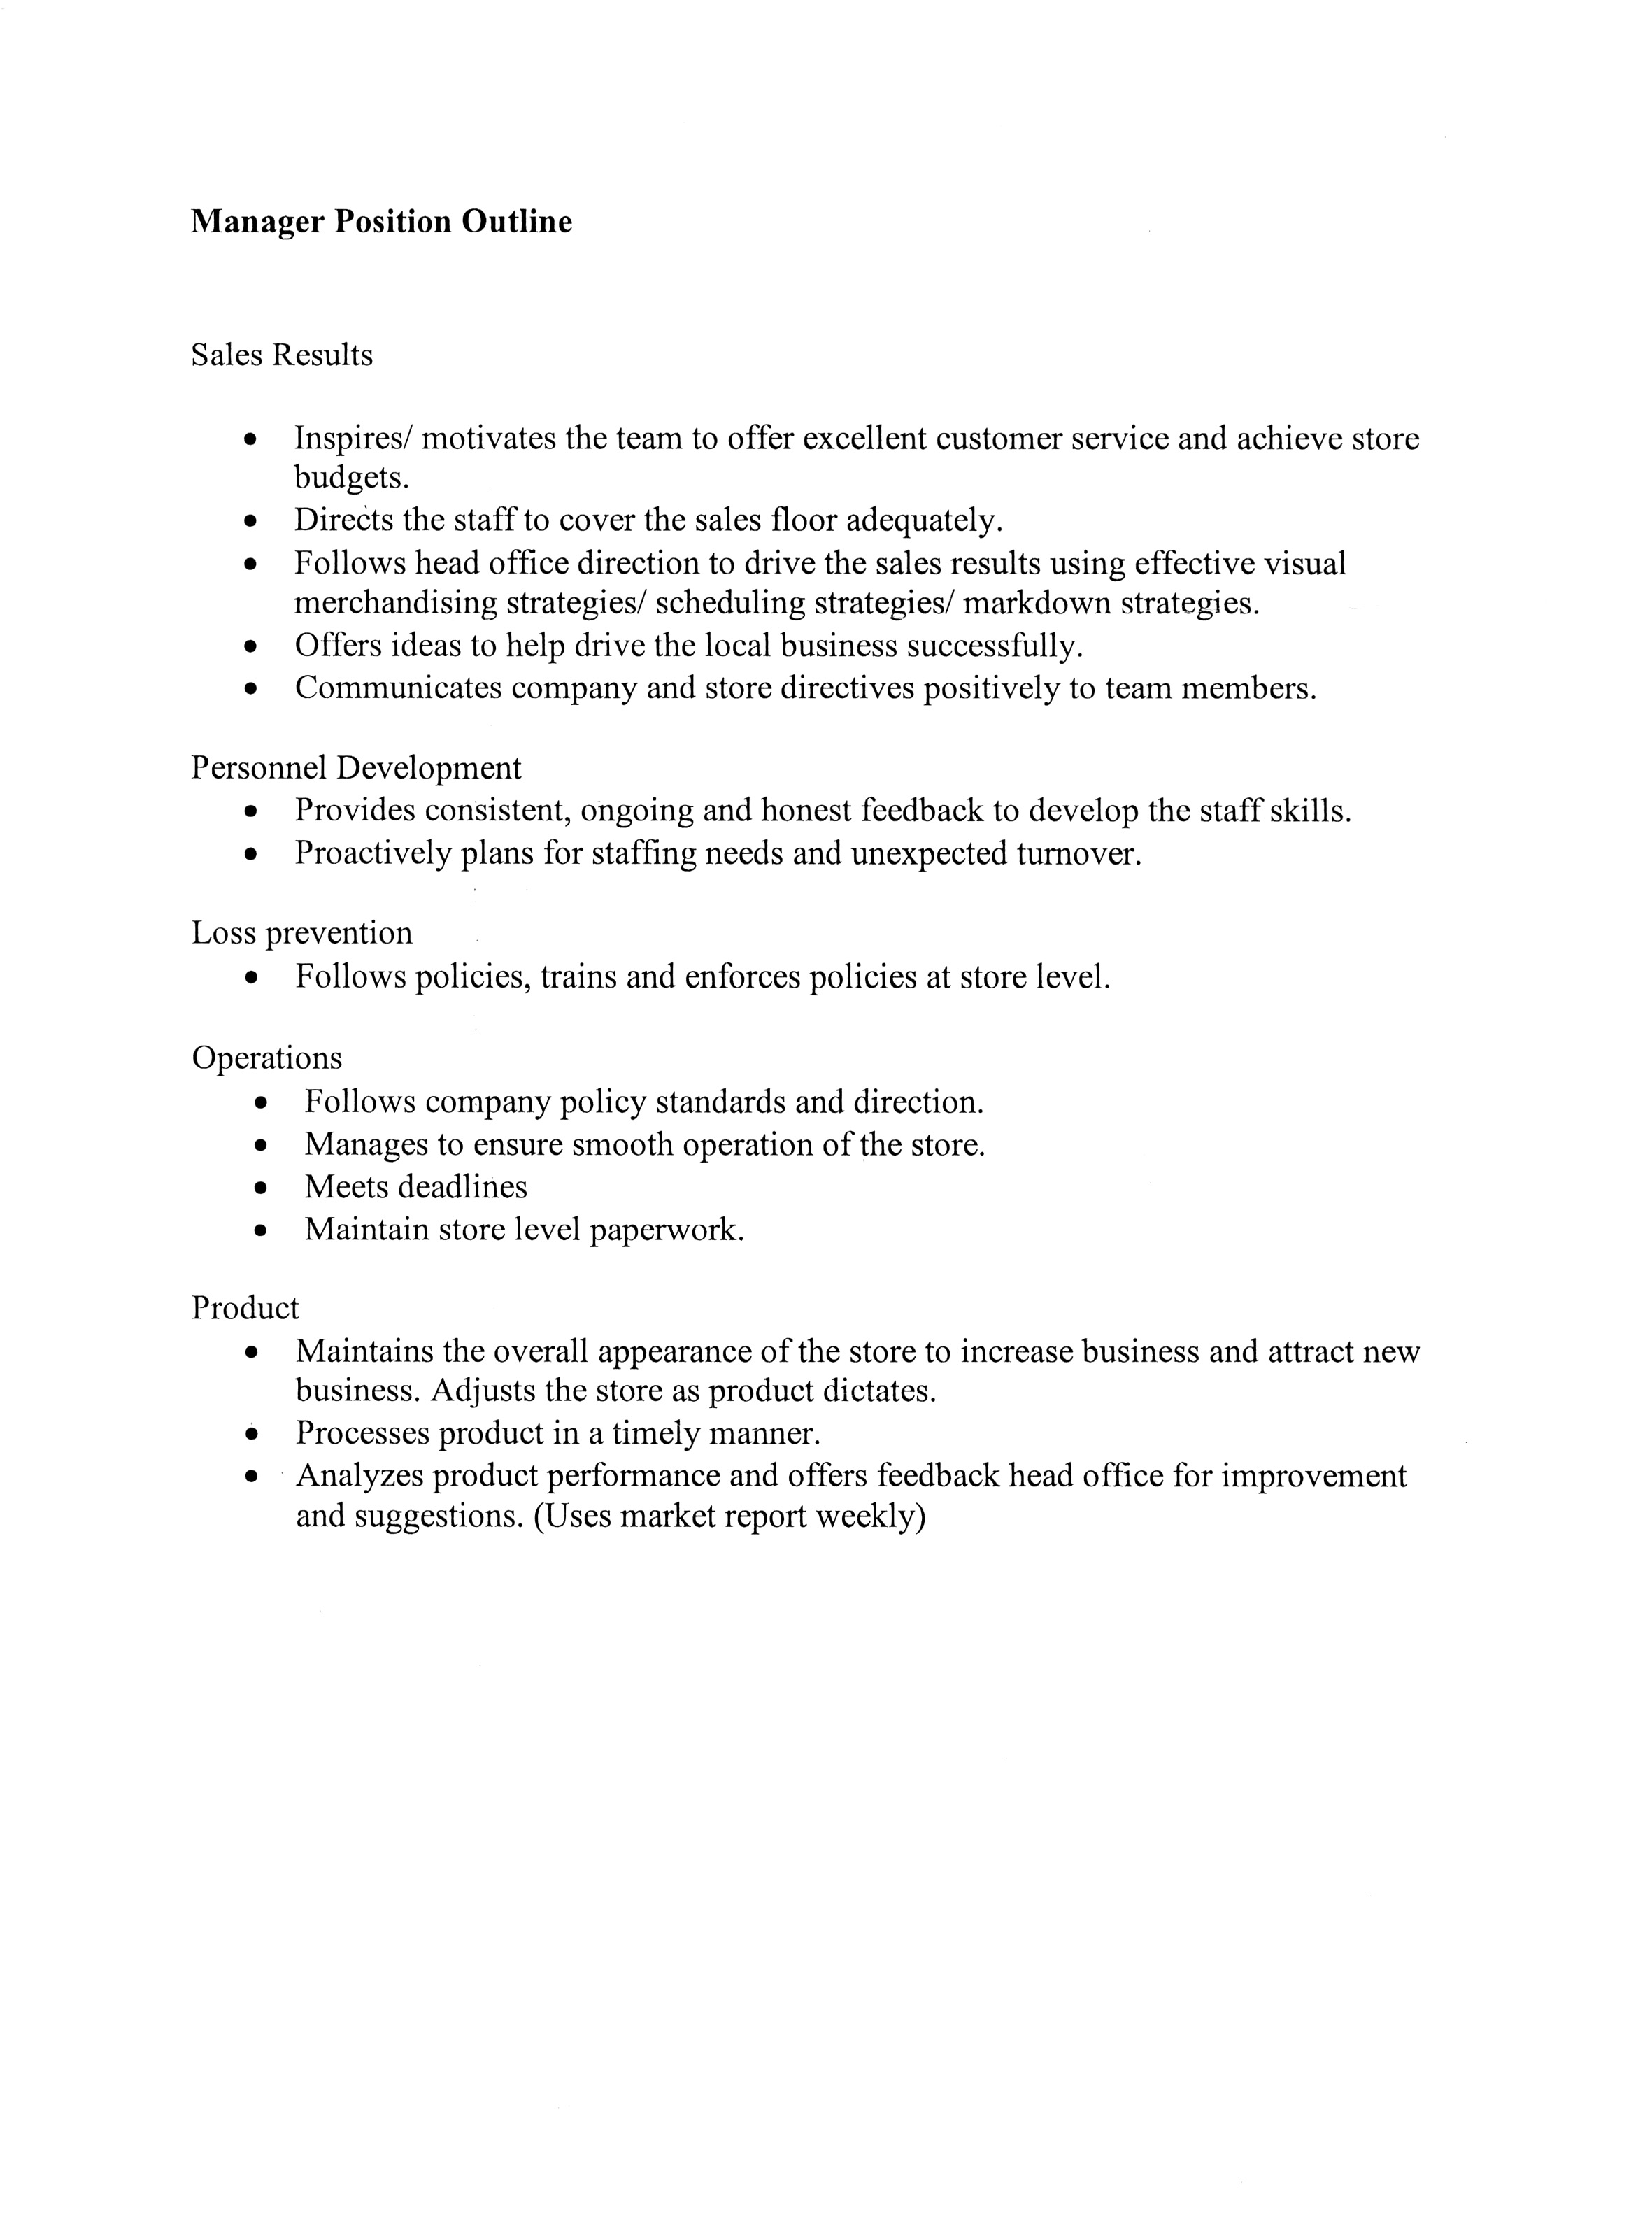 Manager Position Outline
Sales Results
• Inspires/ motivates the team to offer excellent customer service and achieve store
budgets.
• Directs the staff to cover the sales floor adequately.
• Follows head office direction to drive the sales results using effective visual
merchandising strategies/ scheduling strategies/ markdown strategies.
• Offers ideas to help drive the local business successfully.
• Communicates company and store directives positively to team members.
Personnel Development
• Provides consistent, ongoing and honest feedback to develop the staff skills.
• Proactively plans for staffing needs and unexpected turnover.
Loss prevention
• Follows policies, trains and enforces policies at store level.
Operations
• Follows company policy standards and direction.
• Manages to ensure smooth operation of the store.
• Meets deadlines
• Maintain store level paperwork.
Product
• Maintains the overall appearance of the store to increase business and attract new
business. Adjusts the store as product dictates.
• Processes product in a timely manner.
• Analyzes product performance and offers feedback head office for improvement
and suggestions. (Uses market report weekly)